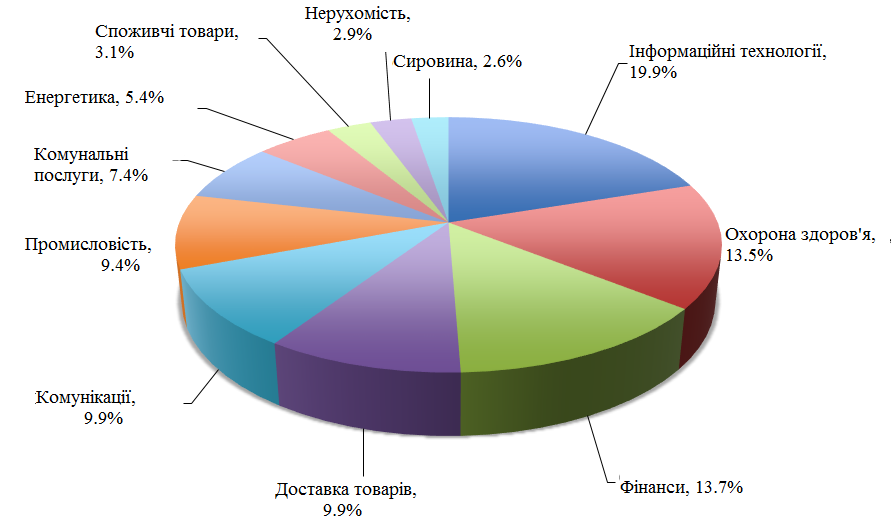 Нерухомість,
2.9%
Споживчі товари,
3.1%
Сировина, 2.6%
Інформаційні технології,
19.9%
Енергетика, 5.4%
Комунальні
послуги, 7.4%
Промисловість,
9.4%
Охорона здоров'я, ,
13.5%
Комунікації,
9.9%
Доставка товарів,
9.9%
Фінанси, 13.7%